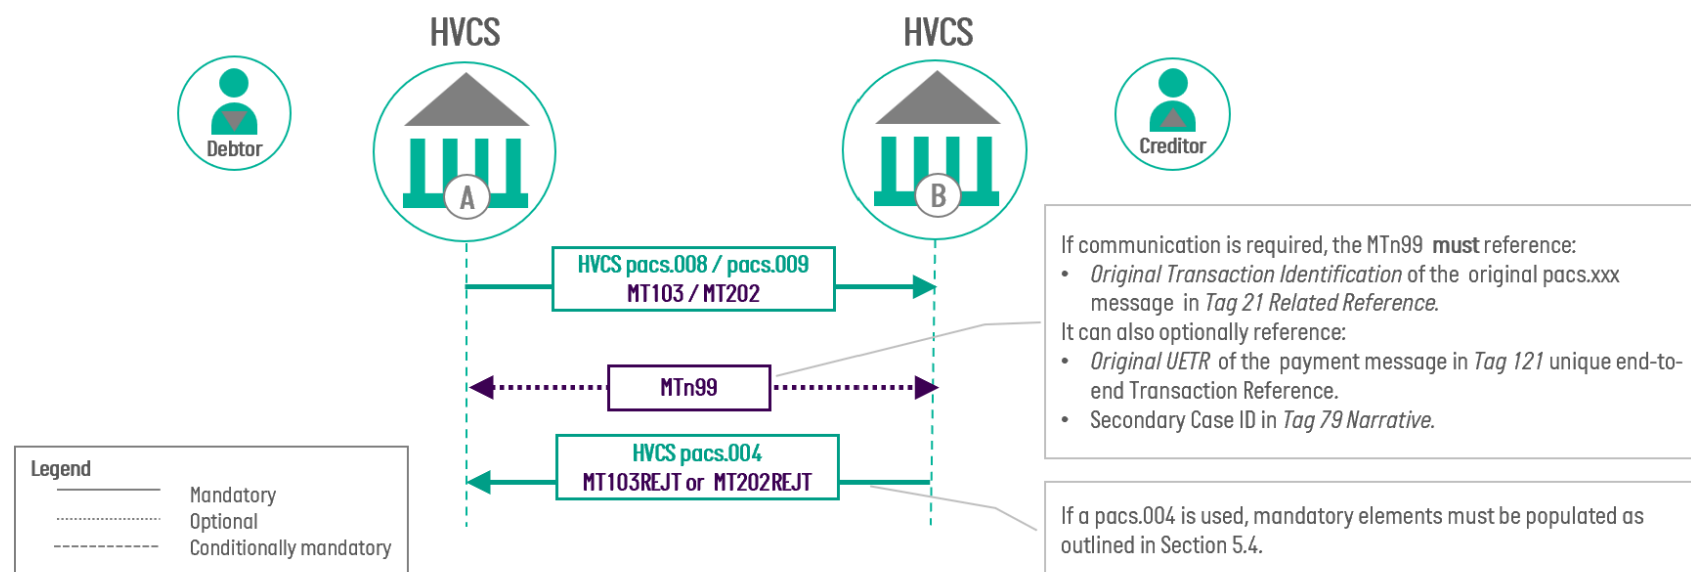 HVCS
HVCS
Debtor
Creditor
A
B
HVCS pacs.008 / pacs.009
MT103 / MT202
MTn99
HVCS pacs.004
MT103REJT or MT202REJT
If communication is required, the MTn99 must reference:
• Original Transaction Identification of the original pacs.xxx
message in Tag 21 Related Reference.
It can also optionally reference:
• Original UETR of the payment message in Tag 121 unique end-to-
end Transaction Reference.
• Secondary Case ID in Tag 79 Narrative.
If a pacs.004 is used, mandatory elements must be populated as
outlined in Section 5.4.
Legend
Mandatory
Optional
Conditionally mandatory